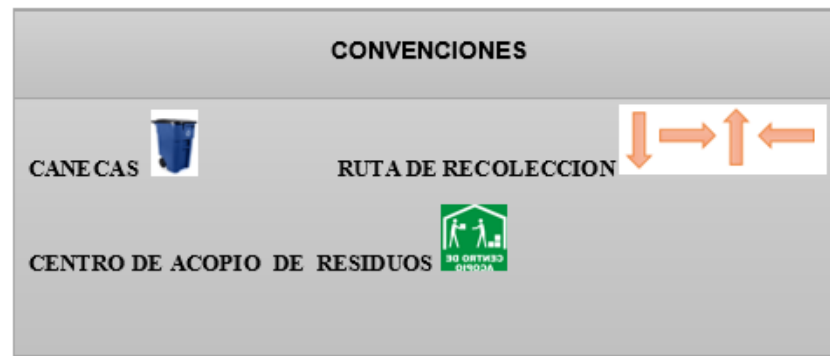 CONVENCIONES
CANECAS
RUTA DE RECOLECCION
CENTRO DE ACOPIO DE RESIDUOS
CENTRO DE
ACOPIO